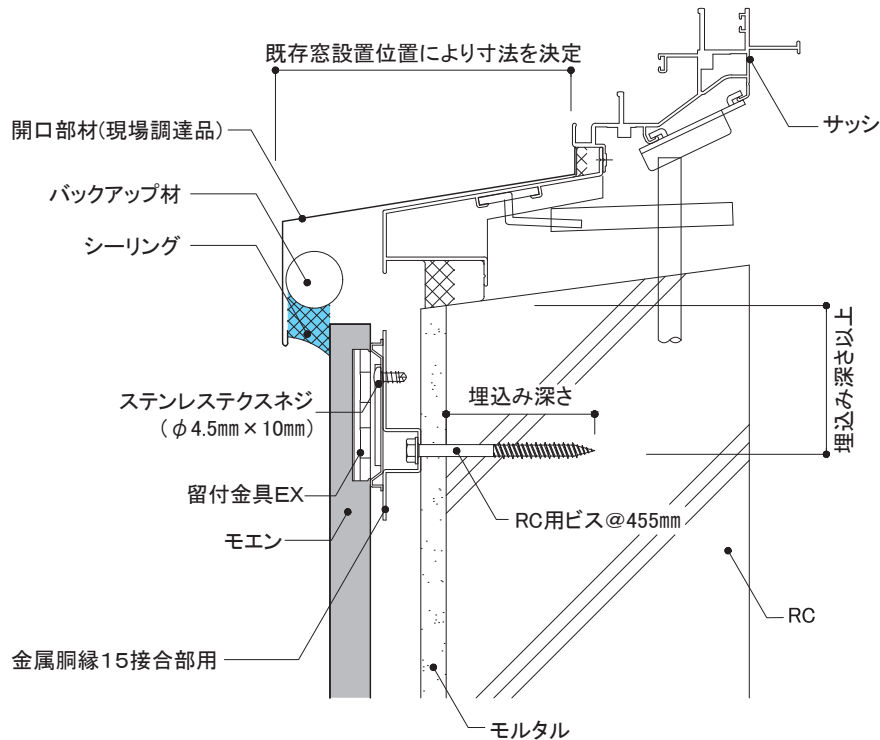 既存窓設置位置により寸法を決定
開口部材(現場調達品)
サッシ
バックアップ材
シーリング
埋込み深さ以上
ステンレステクスネジ
(φ4.5mm×10mm)
埋込み深さ
留付金具EX
RC用ビス@455mm
モエン
RC
金属胴縁15接合部用
モルタル